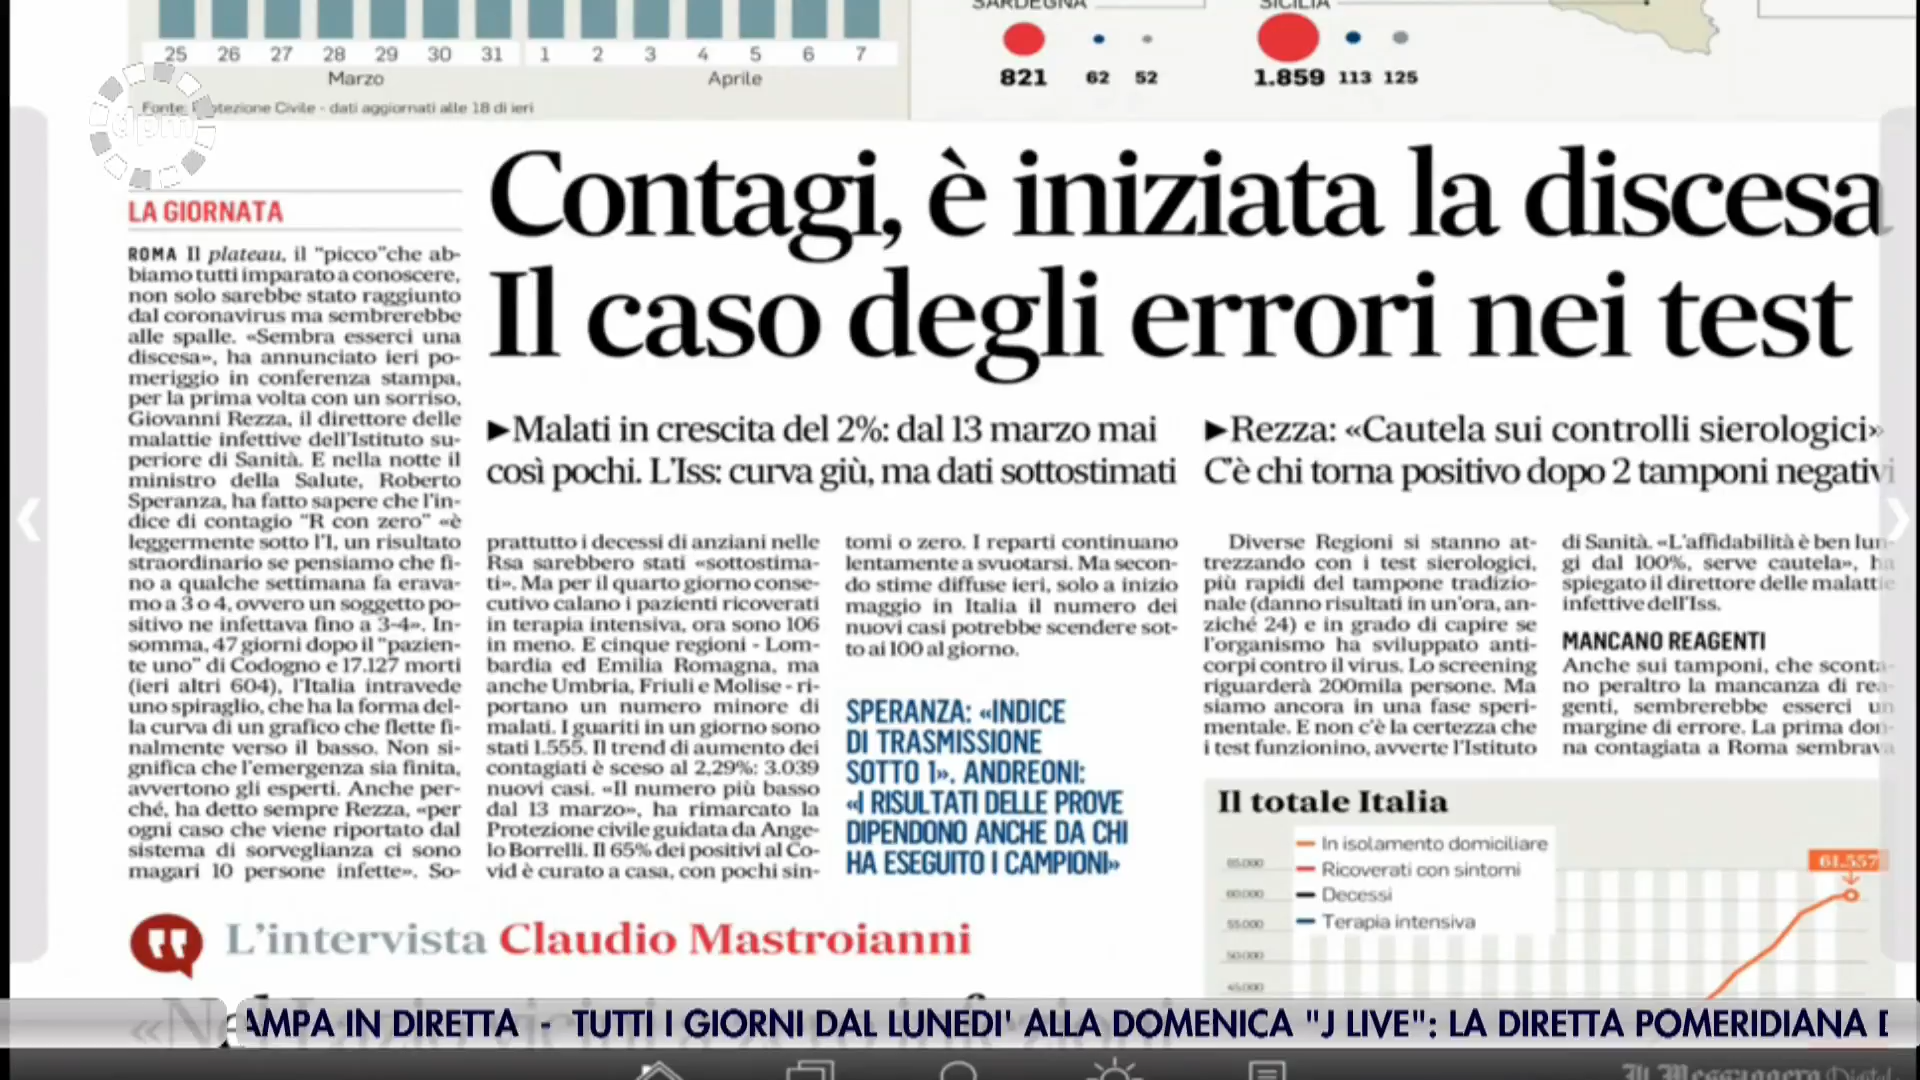 SARDEGNA
SICILIA
25 26 27 28 29 30 31 1 2 3 4 5 6 7
Marzo Aprile
821 62 52
1.859 113 125
Protezione Civile - dati aggiornati alle 18 di ieri
dpm
Contagi, è iniziata la discesa
Il caso degli errori nei test
►Malati in crescita del 2%: dal 13 marzo mai
così pochi. L'Iss: curva giù, ma dati sottostimati
►Rezza: «Cautela sui controlli sierologici»
C'è chi torna positivo dopo 2 tamponi negativi
LA GIORNATA
ROMA Il plateau, il "picco"che ab-
biamo tutti imparato a conoscere,
non solo sarebbe stato raggiunto
dal coronavirus ma sembrerebbe
alle spalle. «Sembra esserci una
discesa», ha annunciato ieri po-
meriggio in conferenza stampa,
per la prima volta con un sorriso,
Giovanni Rezza, il direttore delle
malattie infettive dell'Istituto su-
periore di Sanità. E nella notte il
ministro della Salute, Roberto
Speranza, ha fatto sapere che l'in-
dice di contagio "R con zero" «è
leggermente sotto l'1, un risultato
straordinario se pensiamo che fi-
no a qualche settimana fa erava-
mo a 3 o 4, ovvero un soggetto po-
sitivo ne infettava fino a 3-4». In-
somma, 47 giorni dopo il "pazien-
te uno" di Codogno e 17.127 morti
(ieri altri 604), l'Italia intravede
uno spiraglio, che ha la forma del-
la curva di un grafico che flette fi-
nalmente verso il basso. Non si-
gnifica che l'emergenza sia finita,
avvertono gli esperti. Anche per-
ché, ha detto sempre Rezza, «per
ogni caso che viene riportato dal
sistema di sorveglianza ci sono
magari 10 persone infette». So-
prattutto i decessi di anziani nelle
Rsa sarebbero stati «sottostima-
ti». Ma per il quarto giorno conse-
cutivo calano i pazienti ricoverati
in terapia intensiva, ora sono 106
in meno. E cinque regioni - Lom-
bardia ed Emilia Romagna, ma
anche Umbria, Friuli e Molise - ri-
portano un numero minore di
malati. I guariti in un giorno sono
stati 1.555. Il trend di aumento dei
contagiati è sceso al 2,29%: 3.039
nuovi casi. «Il numero più basso
dal 13 marzo», ha rimarcato la
Protezione civile guidata da Ange-
lo Borrelli. Il 65% dei positivi al Co-
vid è curato a casa, con pochi sin-
tomi o zero. I reparti continuano
lentamente a svuotarsi. Ma secon-
do stime diffuse ieri, solo a inizio
maggio in Italia il numero dei
nuovi casi potrebbe scendere sot-
to ai 100 al giorno.
SPERANZA: «INDICE
DI TRASMISSIONE
SOTTO 1». ANDREONI:
«I RISULTATI DELLE PROVE
DIPENDONO ANCHE DA CHI
HA ESEGUITO I CAMPIONI»
Diverse Regioni si stanno at-
trezzando con i test sierologici,
più rapidi del tampone tradizio-
nale (danno risultati in un'ora, an-
ziché 24) e in grado di capire se
l'organismo ha sviluppato anti-
corpi contro il virus. Lo screening
riguarderà 200mila persone. Ma
siamo ancora in una fase speri-
mentale. E non c'è la certezza che
i test funzionino, avverte l'Istituto
di Sanità. «L'affidabilità è ben lun-
gi dal 100%, serve cautela», ha
spiegato il direttore delle malattie
infettive dell'Iss.
MANCANO REAGENTI
Anche sui tamponi, che sconta-
no peraltro la mancanza di rea-
genti, sembrerebbe esserci un
margine di errore. La prima don-
na contagiata a Roma sembrava
Il totale Italia
In isolamento domiciliare
Ricoverati con sintomi
Decessi
Terapia intensiva
65.000
60.000
55.000
50.000
45.000
61.557
L'intervista Claudio Mastroianni
AMPA IN DIRETTA - TUTTI I GIORNI DAL LUNEDI' ALLA DOMENICA "J LIVE": LA DIRETTA POMERIDIANA D
Il Messaggero Digital